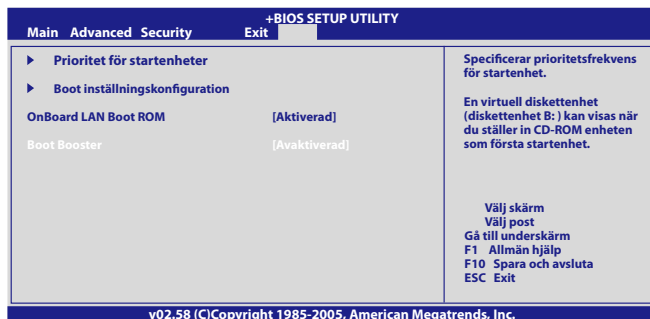 +BIOS SETUP UTILITY
Main Advanced Security Exit
Prioritet för startenheter
Boot inställningskonfiguration
OnBoard LAN Boot ROM [Aktiverad]
Boot Booster [Avaktiverad]
Specificerar prioritetsfrekvens
för startenhet.
En virtuell diskettenhet
(diskettenhet B: ) kan visas när
du ställer in CD-ROM enheten
som första startenhet.
Välj skärm
Välj post
Gå till underskärm
F1 Allmän hjälp
F10 Spara och avsluta
ESC Exit
v02.58 (C)Copyright 1985-2005, American Megatrends, Inc.